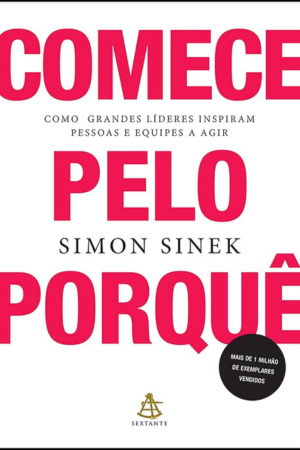 COMECE
COMO GRANDES LÍDERES INSPIRAM
PESSOAS E EQUIPES A AGIR
PELO
SIMON SINEK
PORQUÊ
MAIS DE 1 MILHÃO
DE EXEMPLARES
VENDIDOS
SEXTANTE